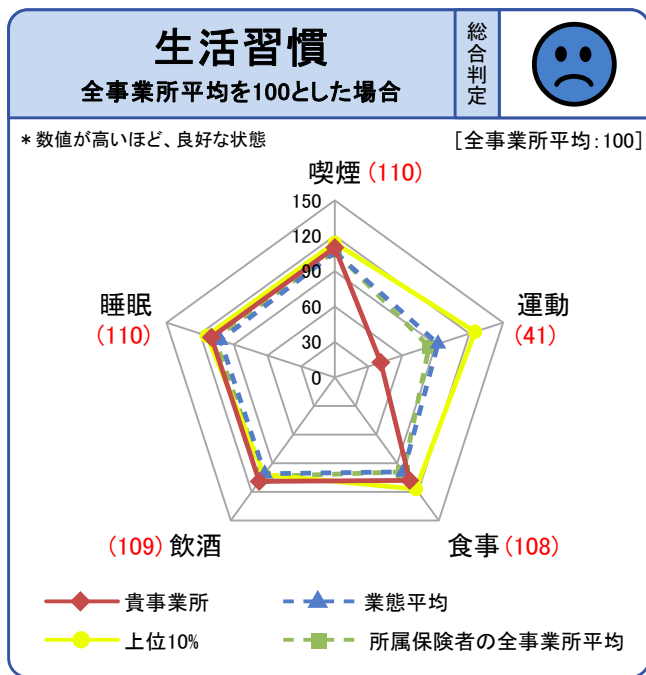 生活習慣
全事業所平均を100とした場合
総合判定
*数値が高いほど、良好な状態
[全事業所平均:100]
喫煙(110)
150
120
90
60
30
0
睡眠
(110)
運動
(41)
(109)飲酒
食事(108)
貴事業所
業態平均
上位10%
所属保険者の全事業所平均